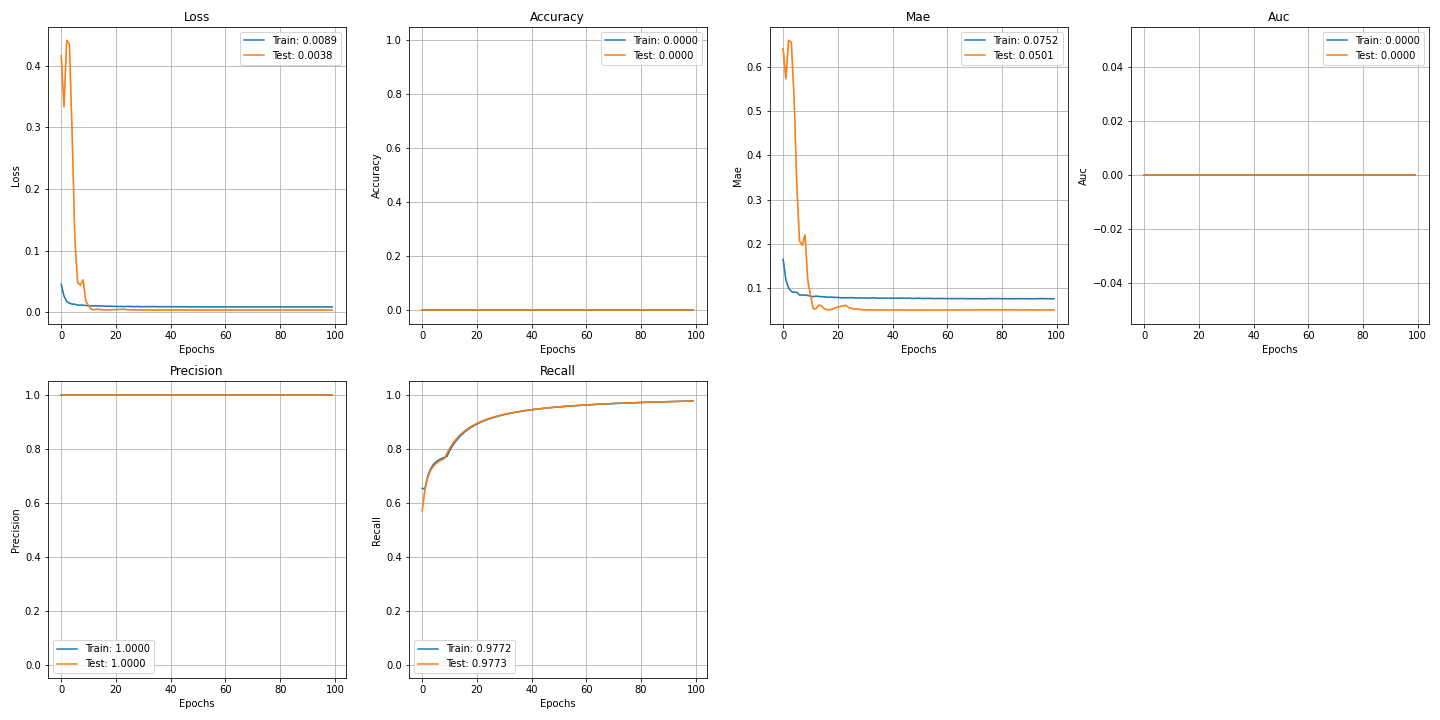 Loss
Train: 0.0089
Test: 0.0038
0.4
0.3
0.2
0.1
0.0
Loss
0 20 40 60 80 100
Epochs
Accuracy
Train: 0.0000
Test: 0.0000
1.0
0.8
0.6
0.4
0.2
0.0
Accuracy
0 20 40 60 80 100
Epochs
Mae
Train: 0.0752
Test: 0.0501
0.6
0.5
0.4
0.3
0.2
0.1
Mae
0 20 40 60 80 100
Epochs
Auc
Train: 0.0000
Test: 0.0000
0.04
0.02
0.00
−0.02
−0.04
Auc
0 20 40 60 80 100
Epochs
Precision
1.0
0.8
0.6
0.4
0.2
0.0
Precision
Train: 1.0000
Test: 1.0000
0 20 40 60 80 100
Epochs
Recall
1.0
0.8
0.6
0.4
0.2
0.0
Recall
Train: 0.9772
Test: 0.9773
0 20 40 60 80 100
Epochs